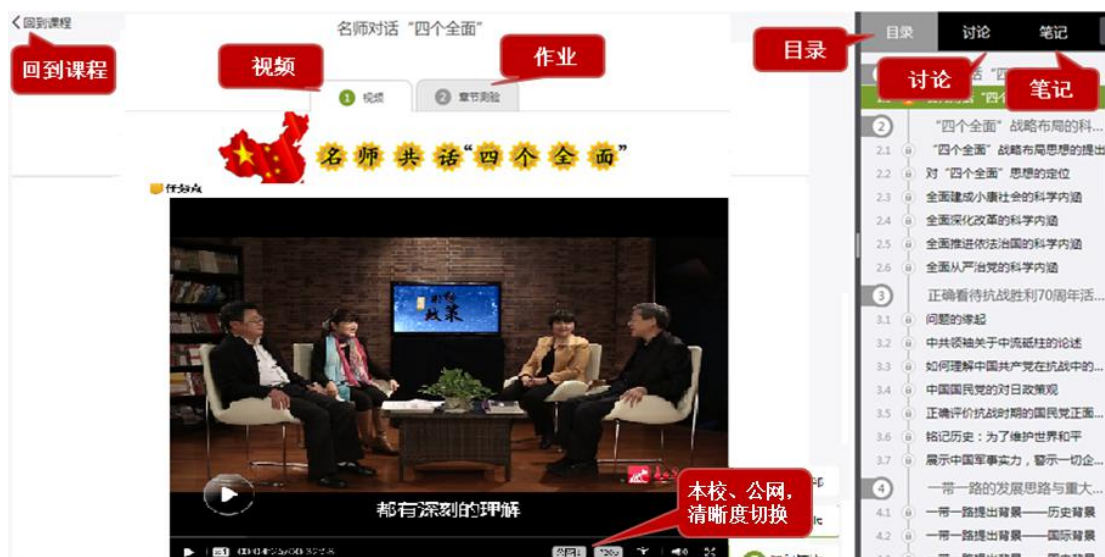 回到课程
回到课程
名师对话“四个全面”
视频
作业
1 视频
2 章节测验
名师共话“四个全面”
任务点
政策
都有深刻的理解
本校、公网,
清晰度切换
目录
目录
讨论
笔记
讨论
笔记
2 “四个全面”战略布局的科...
2.1 “四个全面”战略布局思想的提出
2.2 对“四个全面”思想的定位
2.3 全面建成小康社会的科学内涵
2.4 全面深化改革的科学内涵
2.5 全面推进依法治国的科学内涵
2.6 全面从严治党的科学内涵
3 正确看待抗战胜利70周年活...
3.1 问题的缘起
3.2 中共领袖关于中流砥柱的论述
3.3 如何理解中国共产党在抗战中的...
3.4 中国国民党的对日政策观
3.5 正确评价抗战时期的国民党正面...
3.6 铭记历史:为了维护世界和平
3.7 展示中国军事实力,警示一切企...
4 一带一路的发展思路与重大...
4.1 一带一路提出背景——历史背景
4.2 一带一路提出背景——国际背景